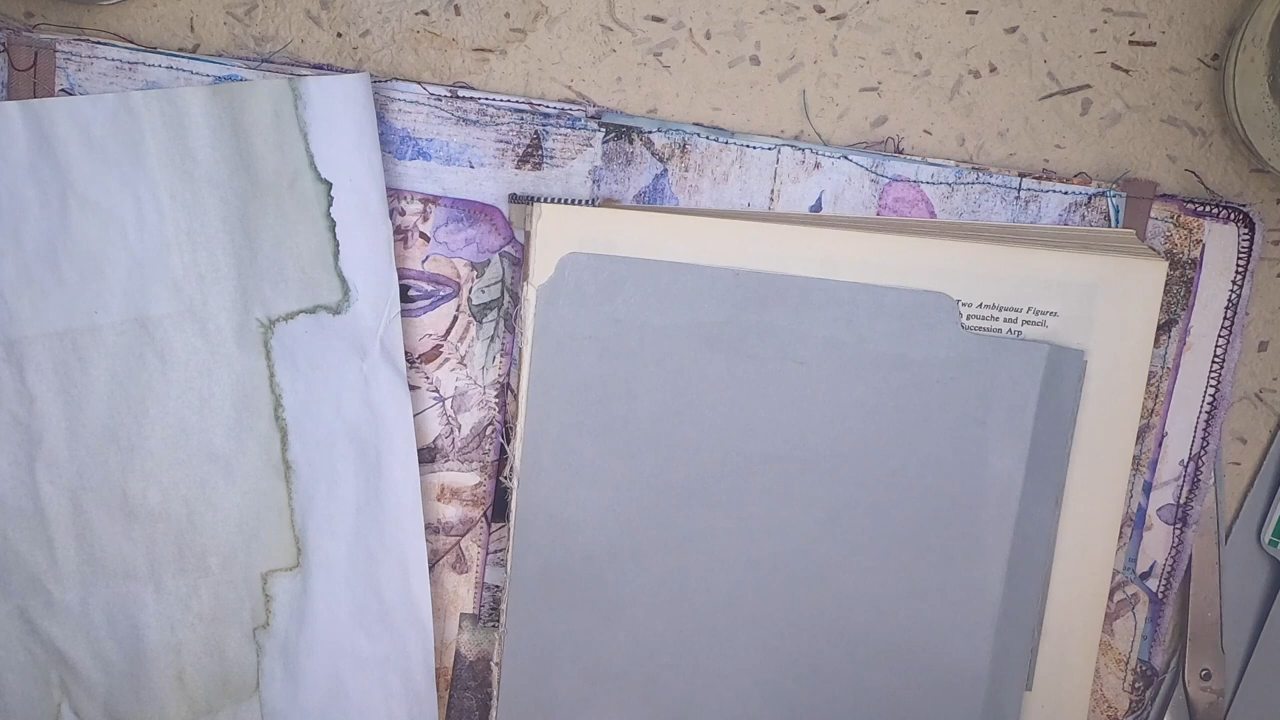 Two Ambiguous Figures.
gouache and pencil,
Succession Arp